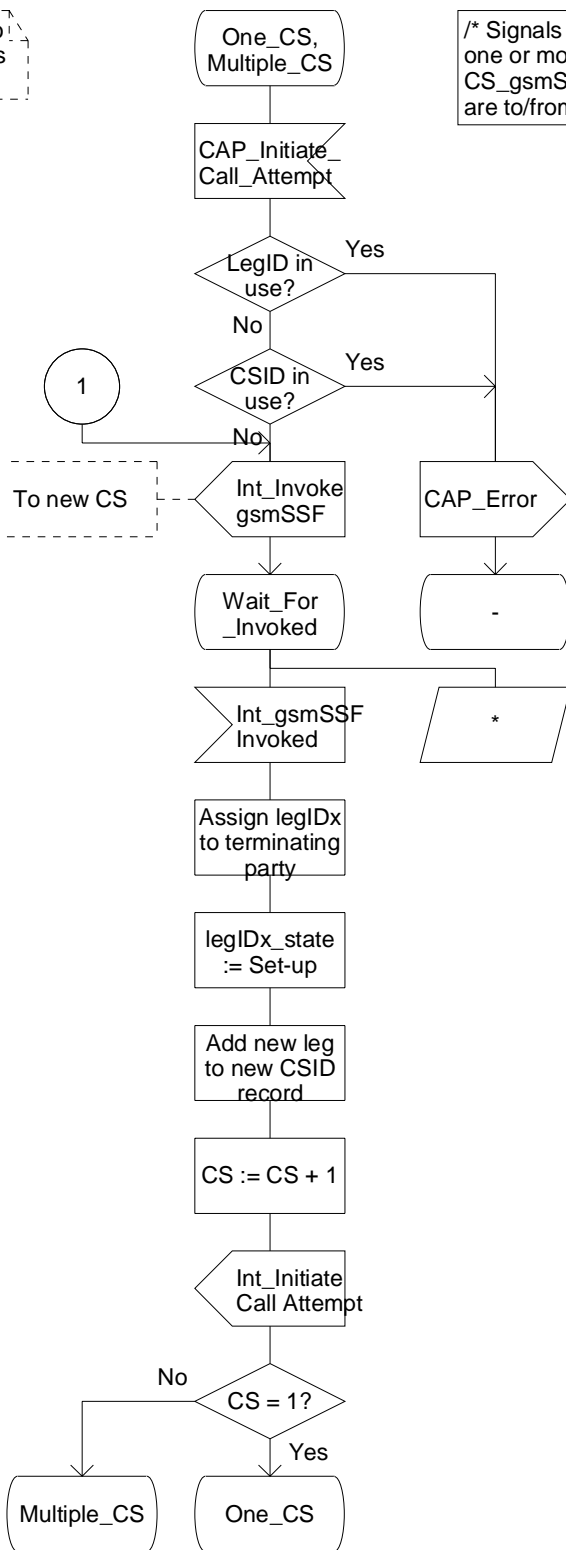 s
One_CS,
Multiple_CS
/* Signals
one or mo
CS_gsmS
are to/from
CAP_Initiate_
Call_Attempt
LegID in
use?
Yes
No
1
CSID in
use?
Yes
No
To new CS
Int_Invoke
gsmSSF
CAP_Error
Wait_For
_Invoked
-
Int_gsmSSF
Invoked
*
Assign legIDx
to terminating
party
legIDx_state
:= Set-up
Add new leg
to new CSID
record
CS := CS + 1
Int_Initiate
Call Attempt
No
CS = 1?
Yes
Multiple_CS
One_CS